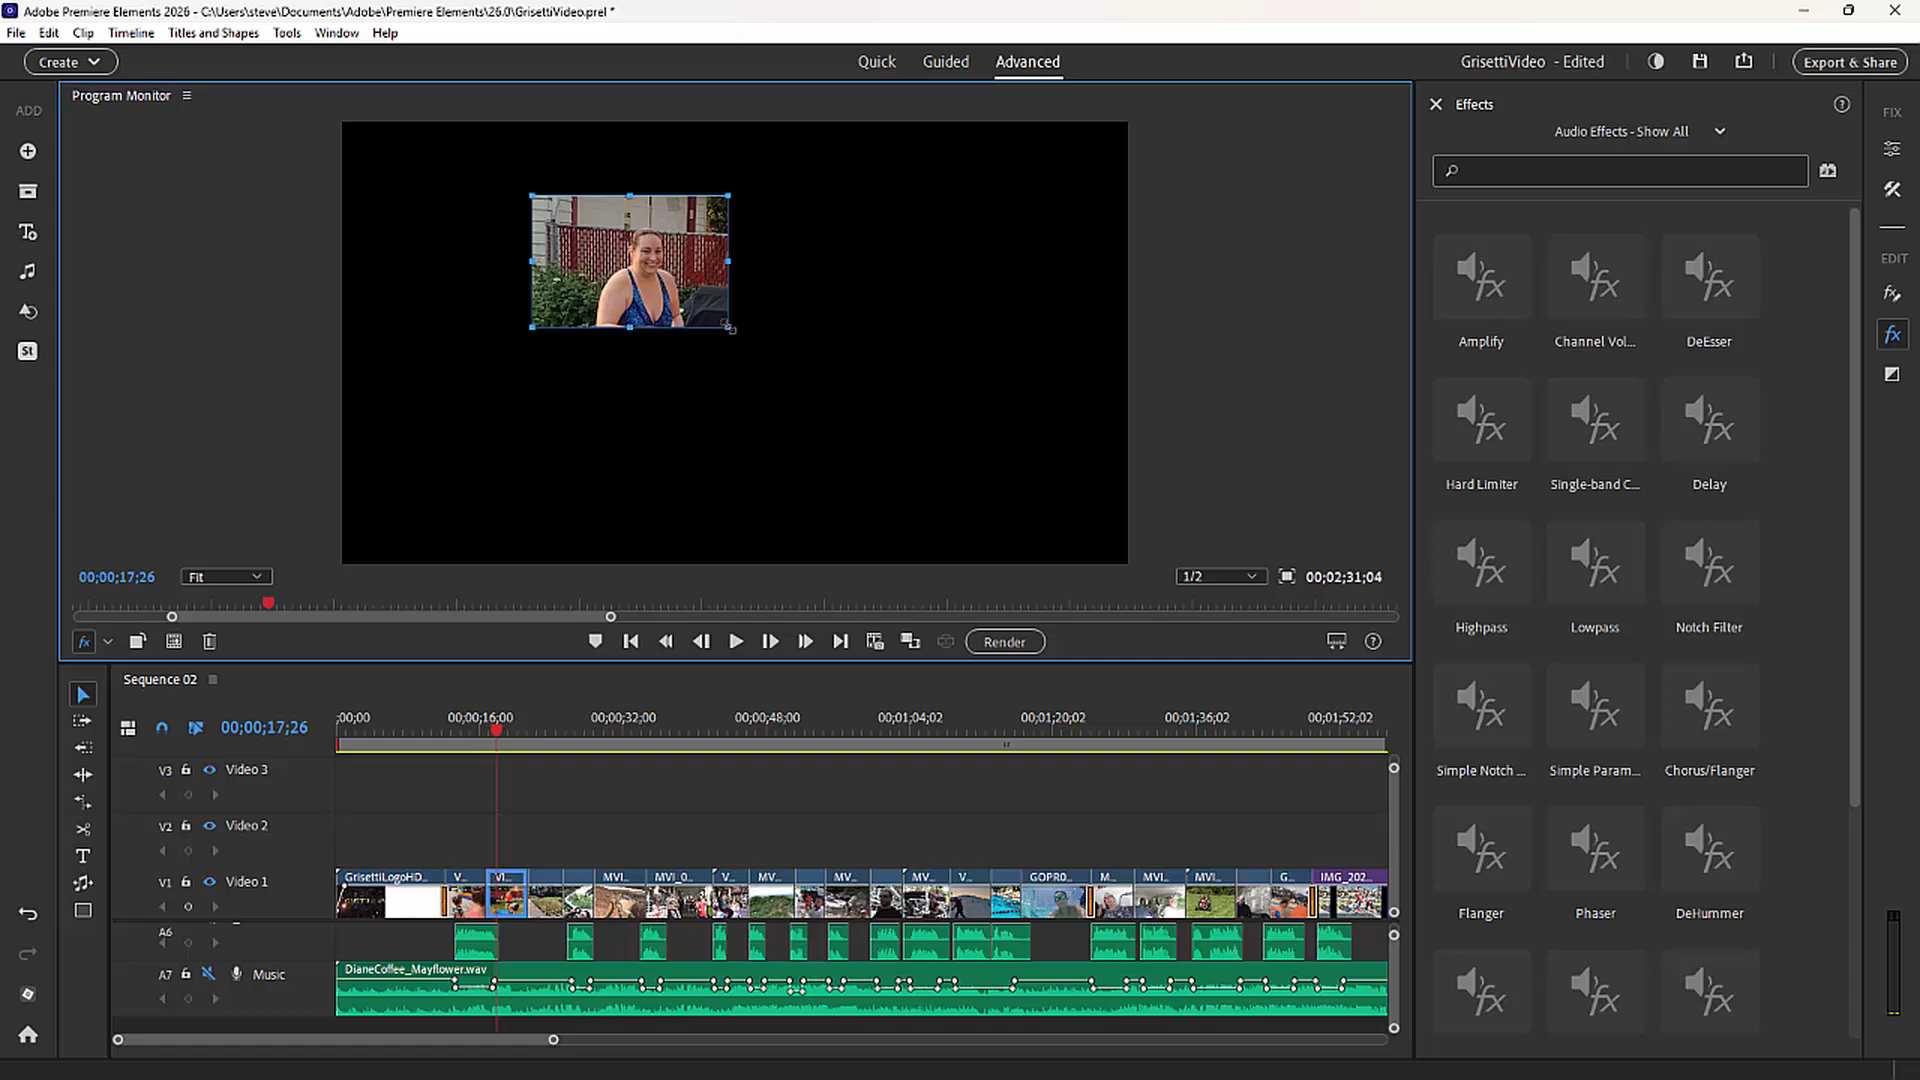 Adobe Premiere Elements 2026 - C:\Users\steve\Documents\Adobe\Premiere Elements\26.0\GrisettiVideo.prel *
File Edit Clip Timeline Titles and Shapes Tools Window Help
Create Quick Guided Advanced GrisettiVideo - Edited Export & Share
ADD
Program Monitor
Effects
FIX
Audio Effects - Show All
EDIT
St
fx
Amplify Channel Vol... DeEsser
Hard Limiter Single-band C... Delay
Highpass Lowpass Notch Filter
Simple Notch ... Simple Param... Chorus/Flanger
Flanger Phaser DeHummer
00;00;17;26 Fit 1/2 00;02;31;04
fx Render
Sequence 02
00;00;17;26
;00;00 00;00;16;00 00;00;32;00 00;00;48;00 00;01;04;02 00;01;20;02 00;01;36;02 00;01;52;02
V3 Video 3
V2 Video 2
V1 Video 1
GrisettiLogoHD... V... VI... MVI... MVI_0... V... MV... MV... MV... V... GOPR0... M... MVI... MVI... G... IMG_202...
A6
A7 Music
DianeCoffee_Mayflower.wav